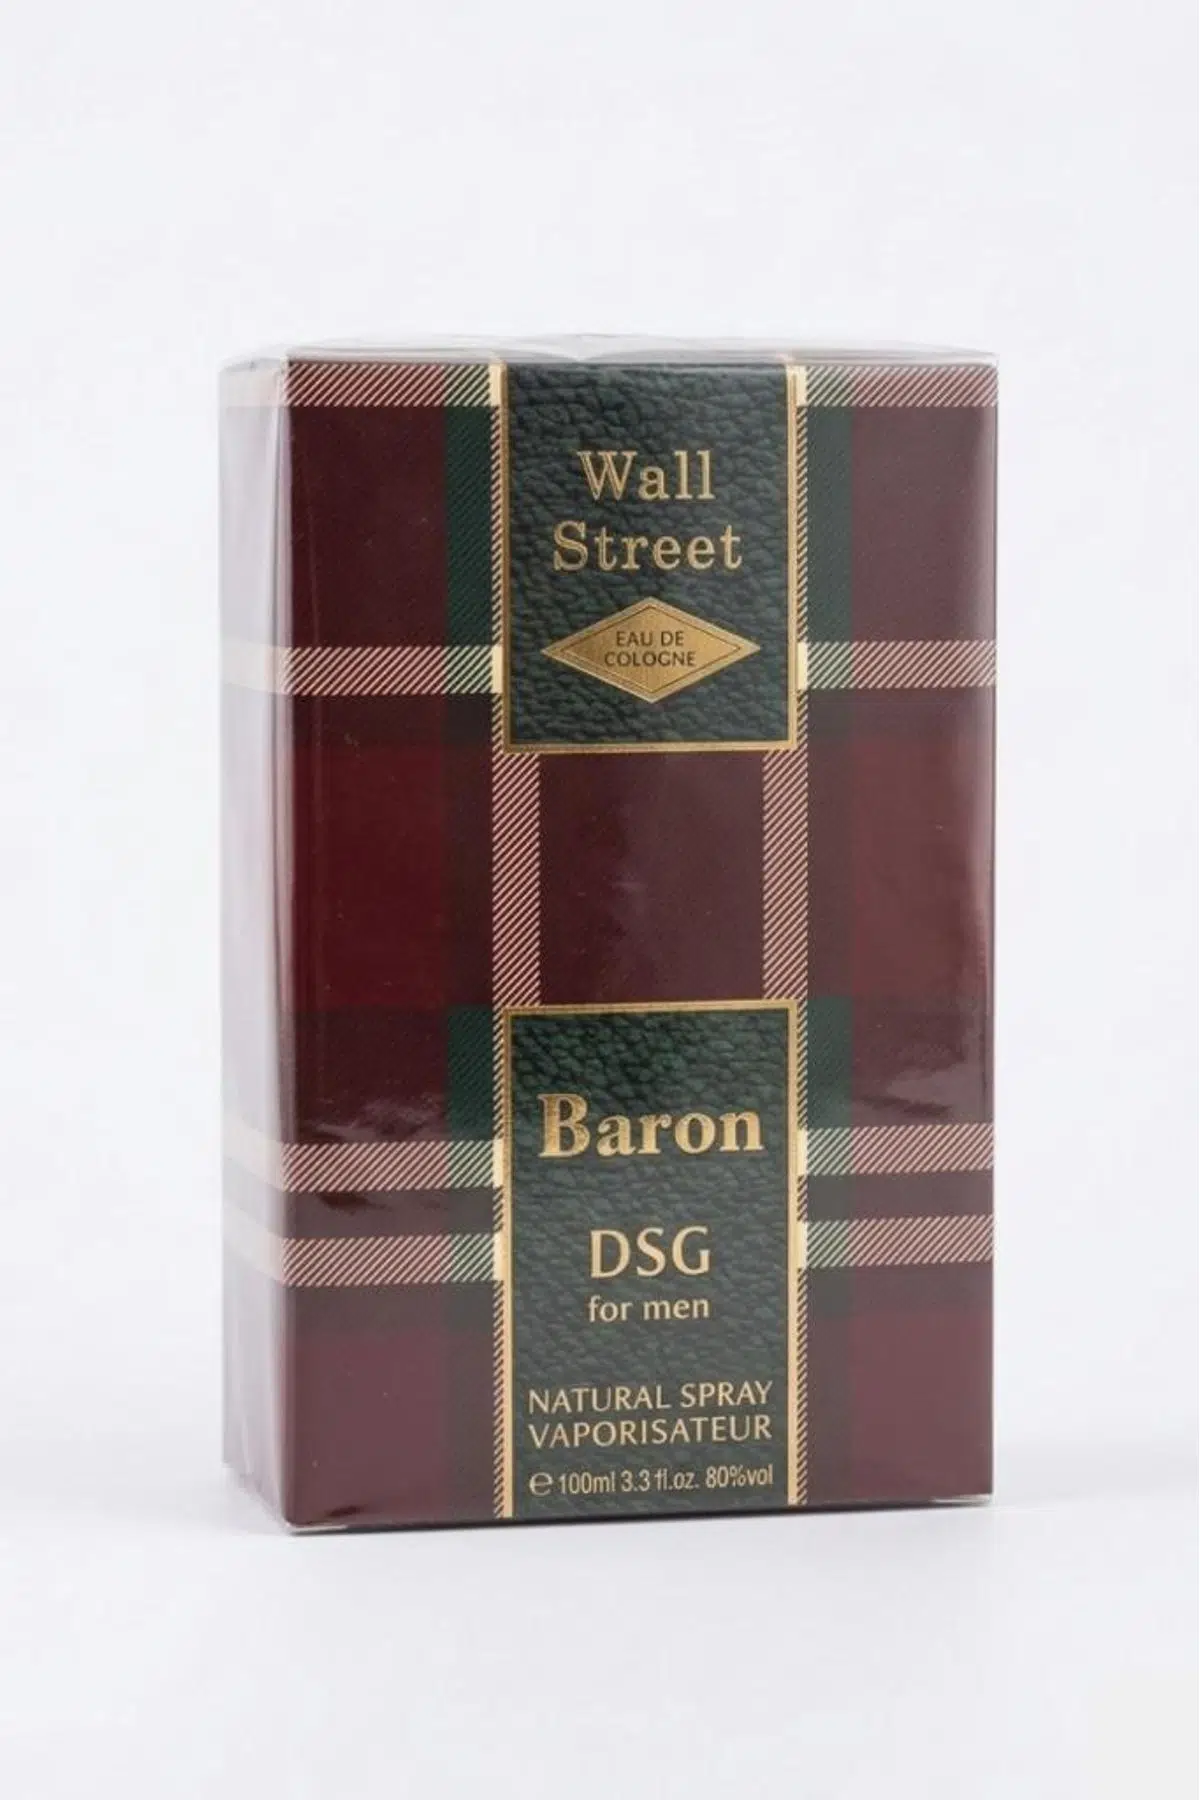 Wall
Street
EAU DE
COLOGNE
Baron
DSG
for men
NATURAL SPRAY
VAPORISATEUR
℮ 100ml 3.3 fl.oz. 80%vol